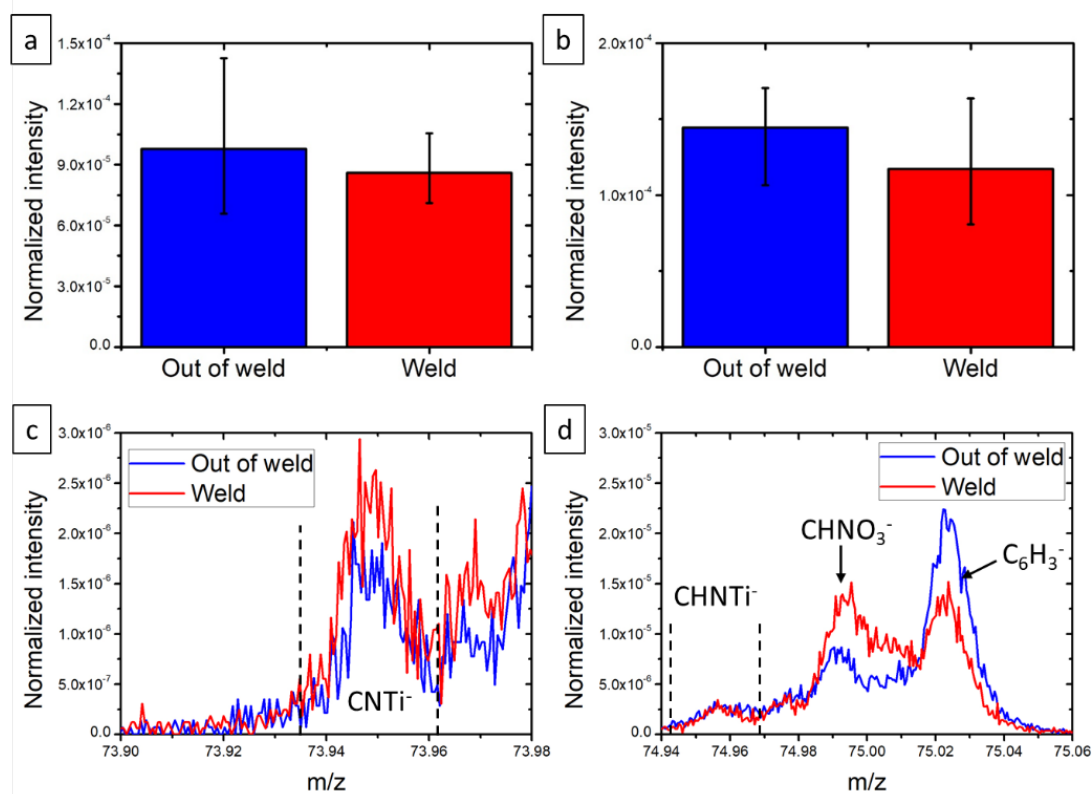 a
1.5x10⁻⁴
1.2x10⁻⁴
9.0x10⁻⁵
6.0x10⁻⁵
3.0x10⁻⁵
0.0
Normalized intensity
Out of weld
Weld
b
2.0x10⁻⁴
1.0x10⁻⁴
0.0
Normalized intensity
Out of weld
Weld
c
3.0x10⁻⁶
2.5x10⁻⁶
2.0x10⁻⁶
1.5x10⁻⁶
1.0x10⁻⁶
5.0x10⁻⁷
0.0
Normalized intensity
Out of weld
Weld
CNTi⁻
73.90 73.92 73.94 73.96 73.98
m/z
d
3.0x10⁻⁵
2.5x10⁻⁵
2.0x10⁻⁵
1.5x10⁻⁵
1.0x10⁻⁵
5.0x10⁻⁶
0.0
Normalized intensity
Out of weld
Weld
CHNO₃⁻
C₆H₃⁻
CHNTi⁻
74.94 74.96 74.98 75.00 75.02 75.04 75.06
m/z